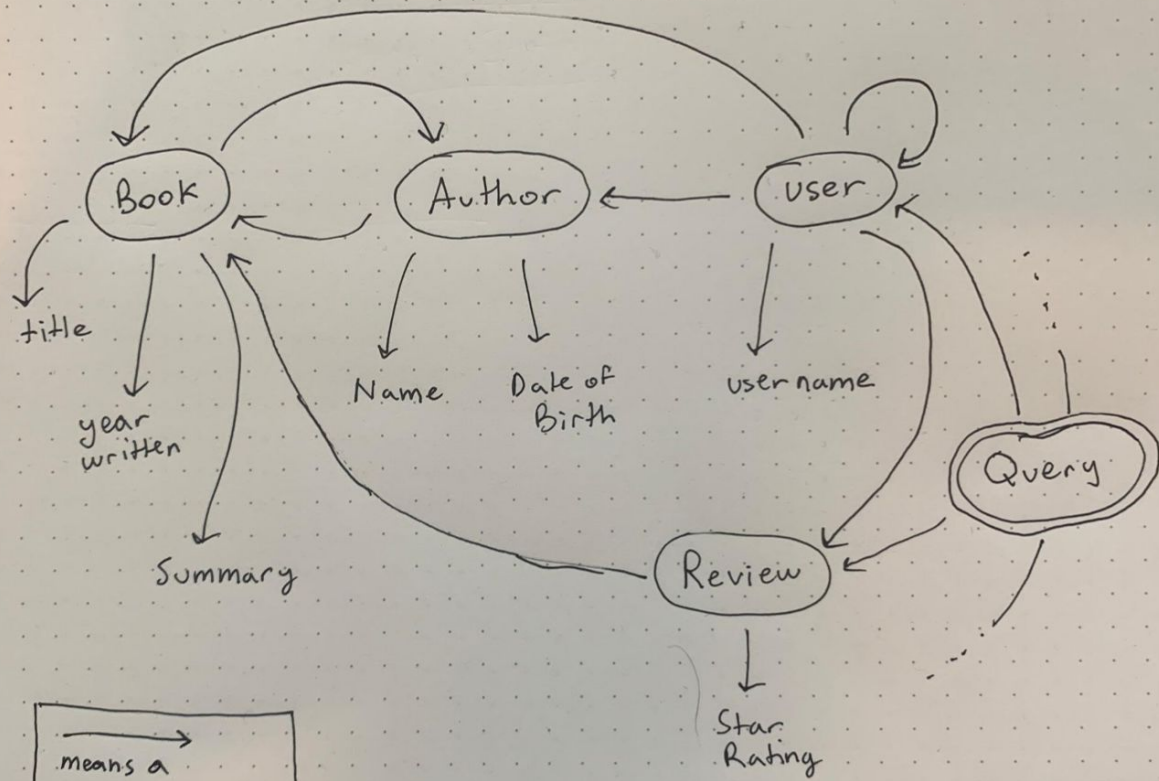 Book
Author
user
title
year
written
Summary
Name
Date of
Birth
username
Query
Review
Star
Rating
means a